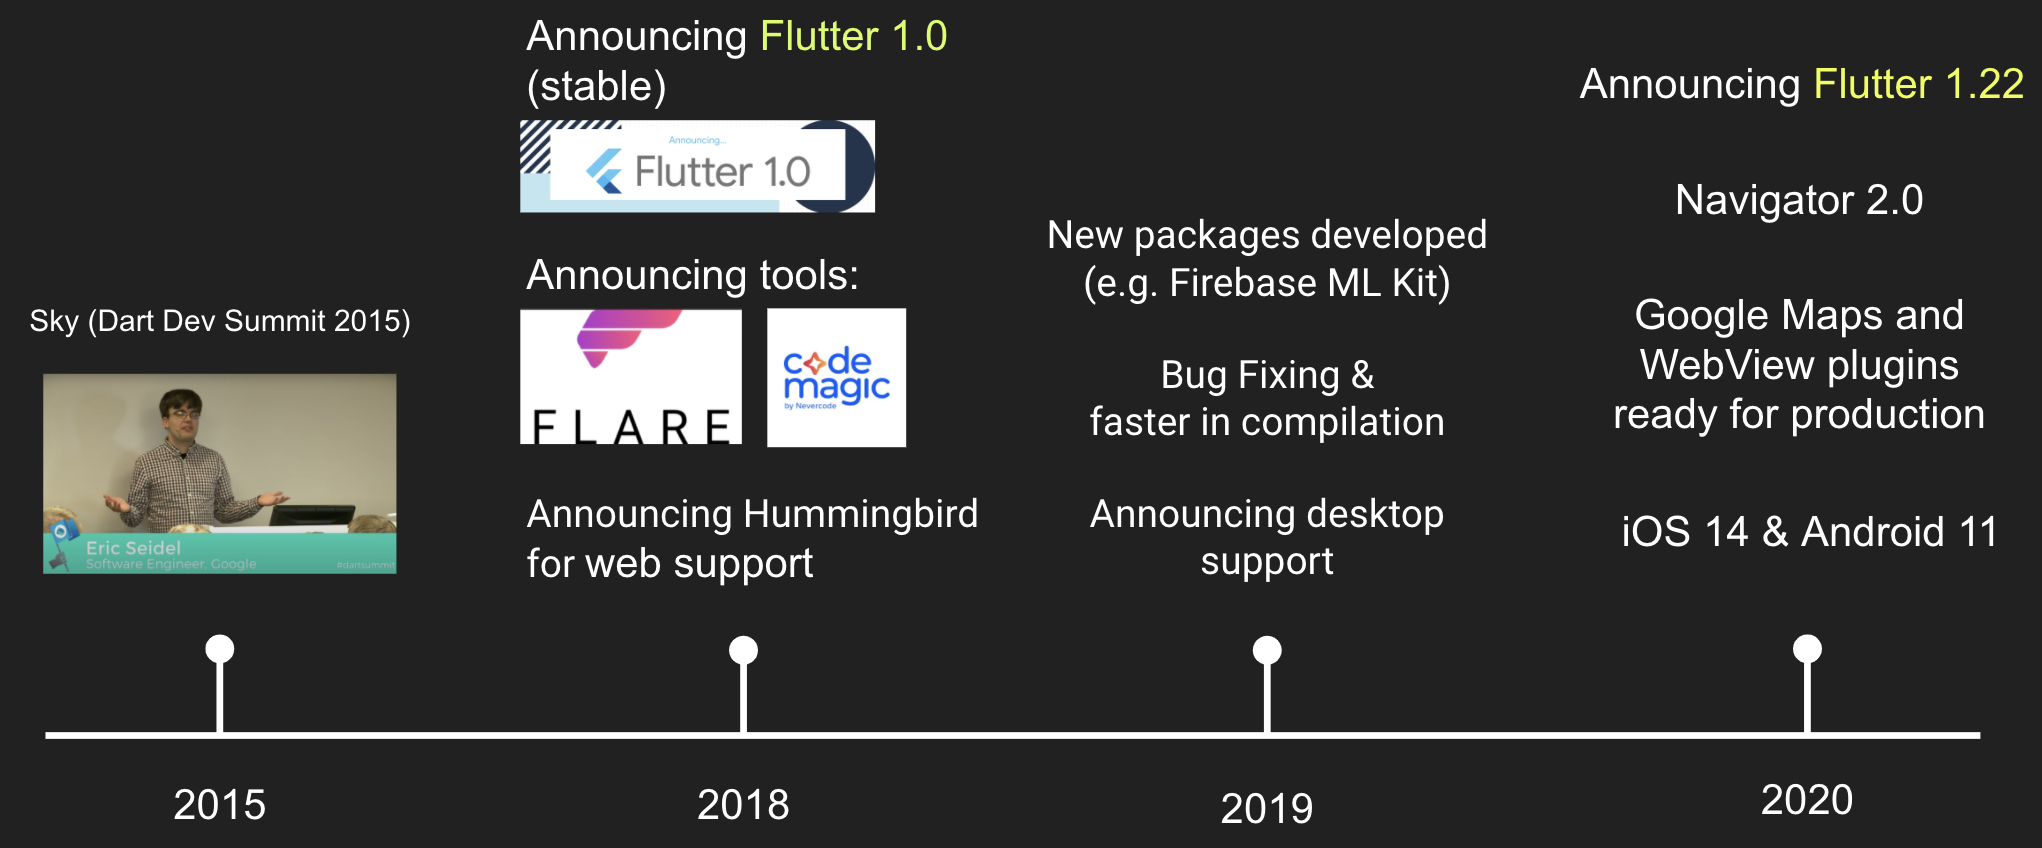 Sky (Dart Dev Summit 2015)
Eric Seidel
Software Engineer, Google
#dartsummit
2015
Announcing Flutter 1.0
(stable)
Announcing...
Flutter 1.0
Announcing tools:
FLARE
code
magic
by Nevercode
Announcing Hummingbird
for web support
2018
New packages developed
(e.g. Firebase ML Kit)
Bug Fixing &
faster in compilation
Announcing desktop
support
2019
Announcing Flutter 1.22
Navigator 2.0
Google Maps and
WebView plugins
ready for production
iOS 14 & Android 11
2020